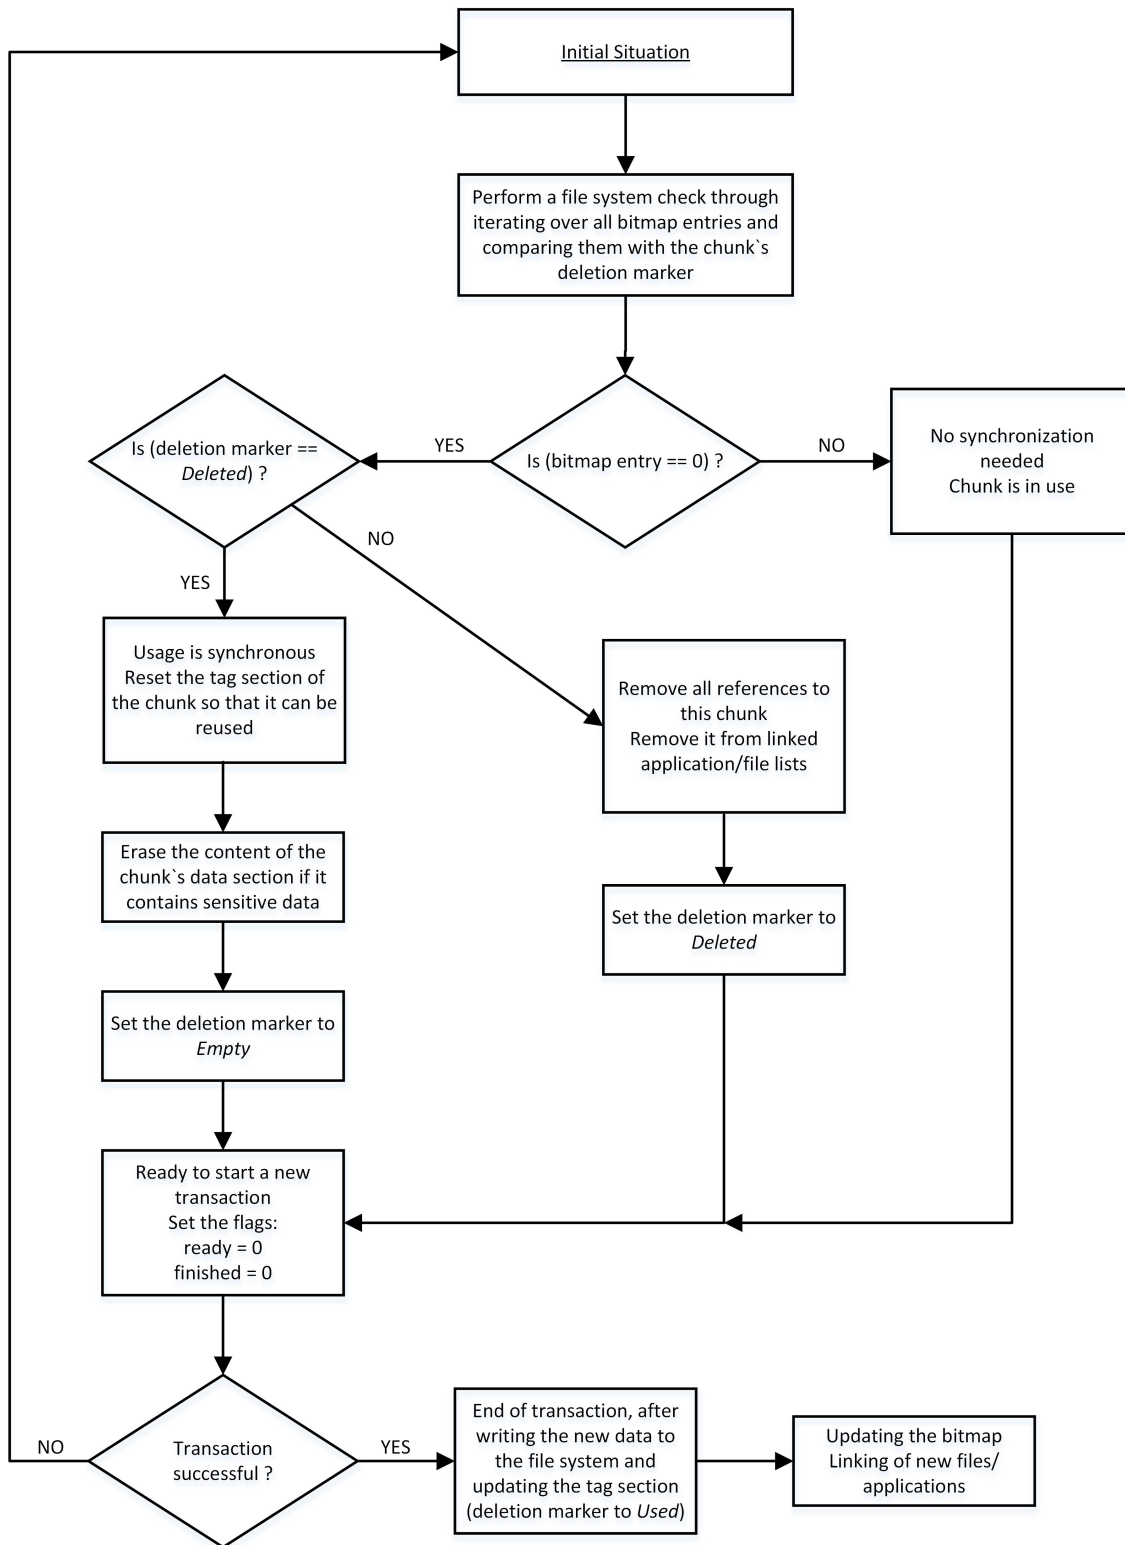 Initial Situation
Perform a file system check through
iterating over all bitmap entries and
comparing them with the chunk`s
deletion marker
Is (deletion marker ==
Deleted) ?
YES
Is (bitmap entry == 0) ?
NO
No synchronization
needed
Chunk is in use
NO
YES
Usage is synchronous
Reset the tag section of
the chunk so that it can be
reused
Remove all references to
this chunk
Remove it from linked
application/file lists
Erase the content of the
chunk`s data section if it
contains sensitive data
Set the deletion marker to
Deleted
Set the deletion marker to
Empty
Ready to start a new
transaction
Set the flags:
ready = 0
finished = 0
NO
Transaction
successful ?
YES
End of transaction, after
writing the new data to
the file system and
updating the tag section
(deletion marker to Used)
Updating the bitmap
Linking of new files/
applications